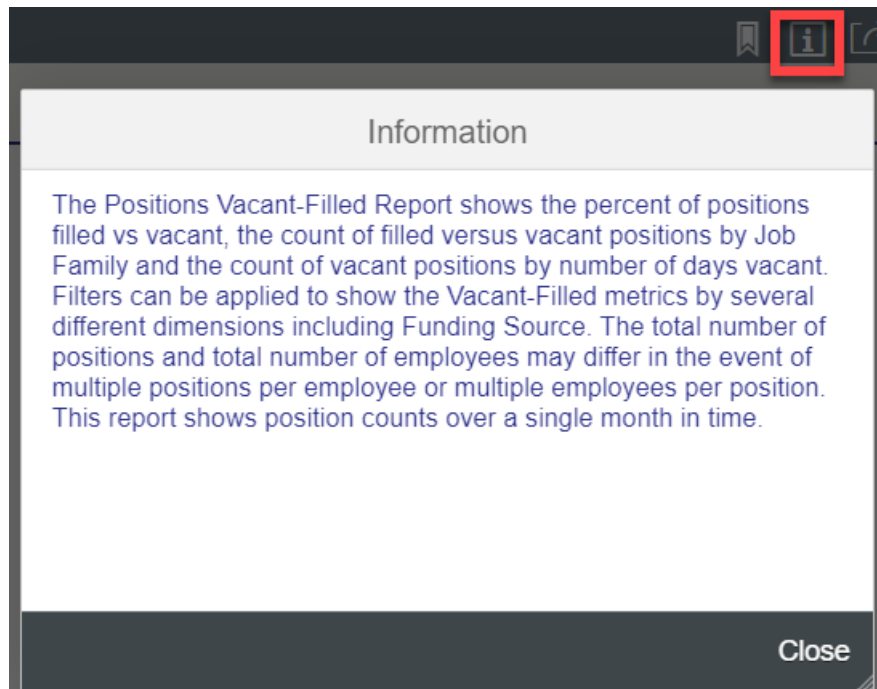 i
Information
The Positions Vacant-Filled Report shows the percent of positions
filled vs vacant, the count of filled versus vacant positions by Job
Family and the count of vacant positions by number of days vacant.
Filters can be applied to show the Vacant-Filled metrics by several
different dimensions including Funding Source. The total number of
positions and total number of employees may differ in the event of
multiple positions per employee or multiple employees per position.
This report shows position counts over a single month in time.
Close